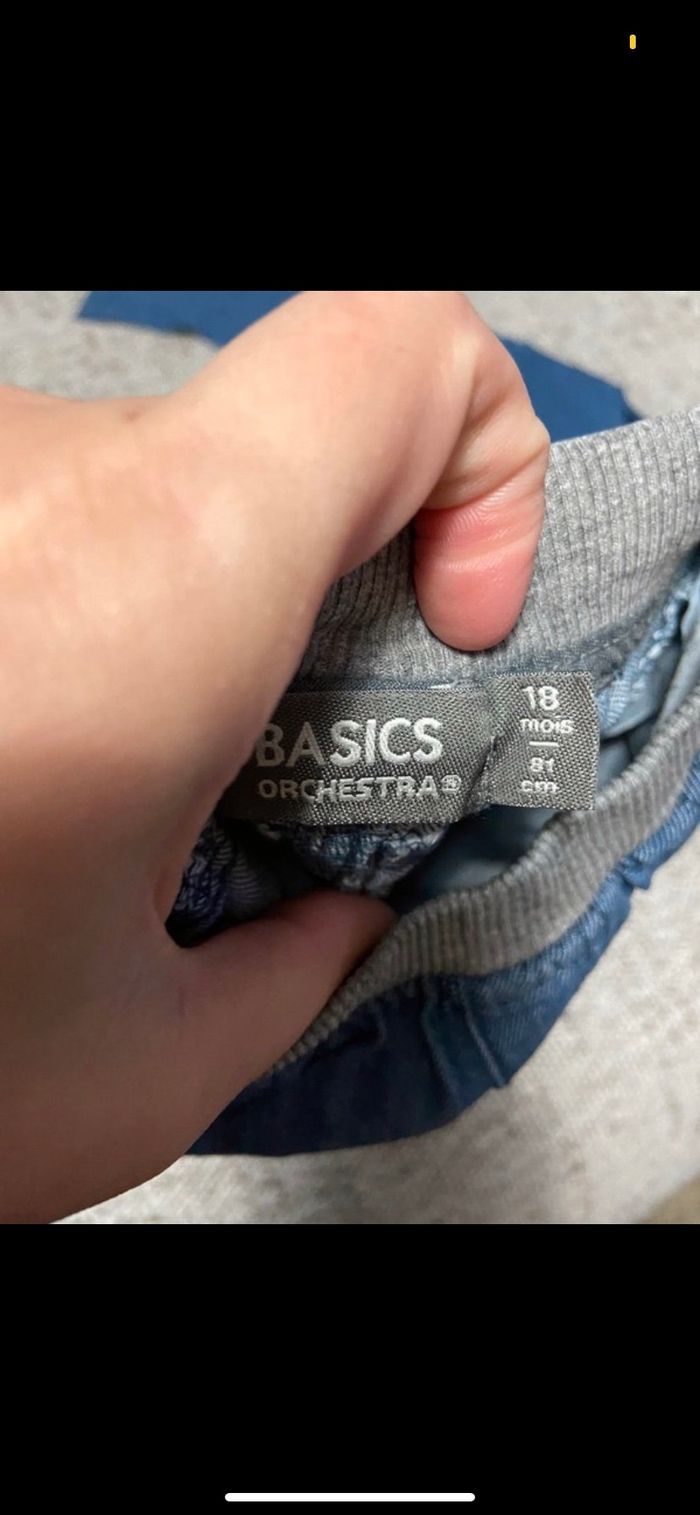 BASICS
ORCHESTRA®
18
mois
81
cm